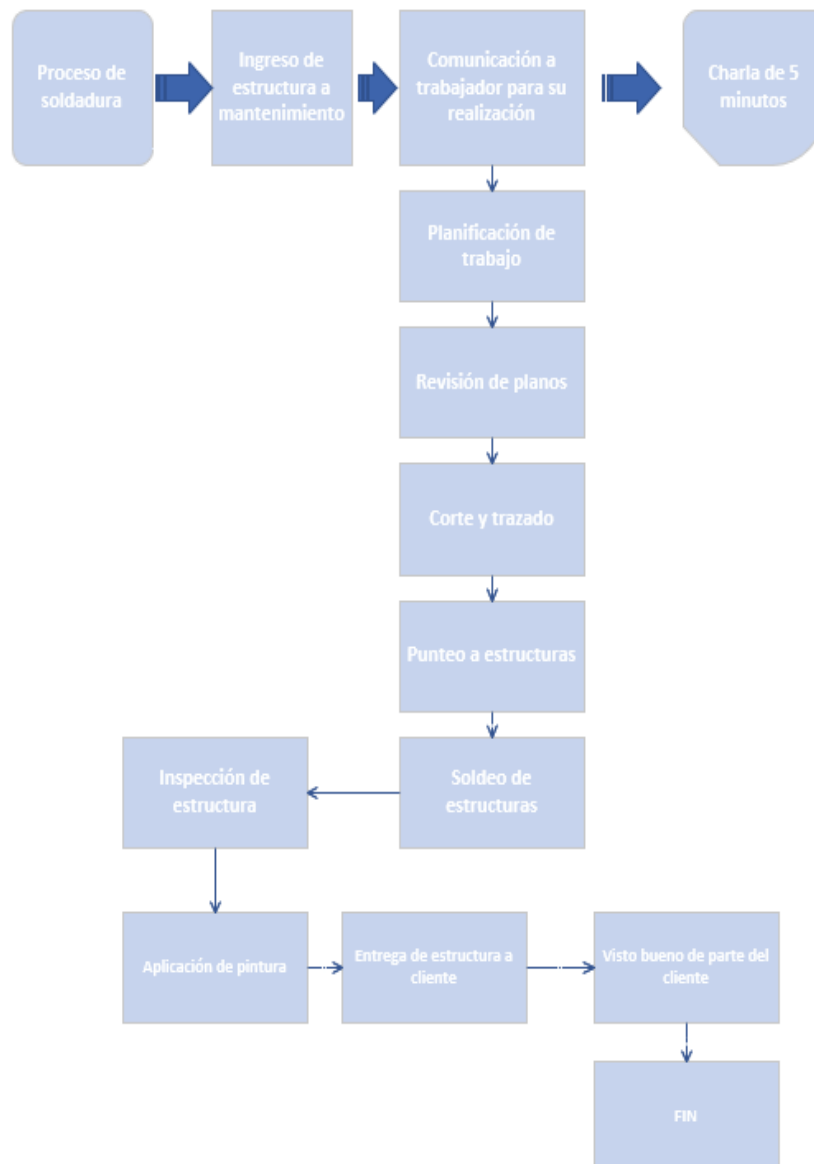 Proceso de
soldadura
Ingreso de
estructura a
mantenimiento
Comunicación a
trabajador para su
realización
Charla de 5
minutos
Planificación de
trabajo
Revisión de planos
Corte y trazado
Punteo a estructuras
Soldeo de
estructuras
Inspección de
estructura
Aplicación de pintura
Entrega de estructura a
cliente
Visto bueno de parte del
cliente
FIN